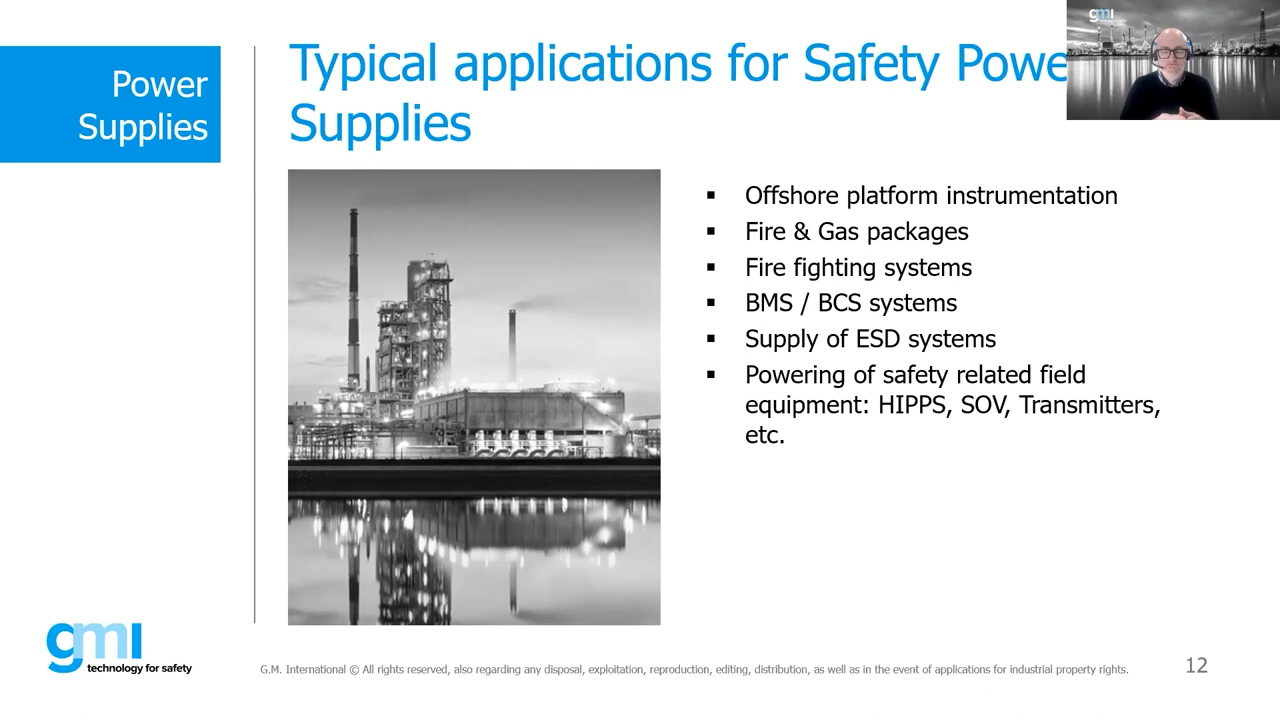 Power
Supplies
Typical applications for Safety Powe
Supplies
gmi
▪ Offshore platform instrumentation
▪ Fire & Gas packages
▪ Fire fighting systems
▪ BMS / BCS systems
▪ Supply of ESD systems
▪ Powering of safety related field
equipment: HIPPS, SOV, Transmitters,
etc.
gmi
technology for safety
G.M. International © All rights reserved, also regarding any disposal, exploitation, reproduction, editing, distribution, as well as in the event of applications for industrial property rights.
12